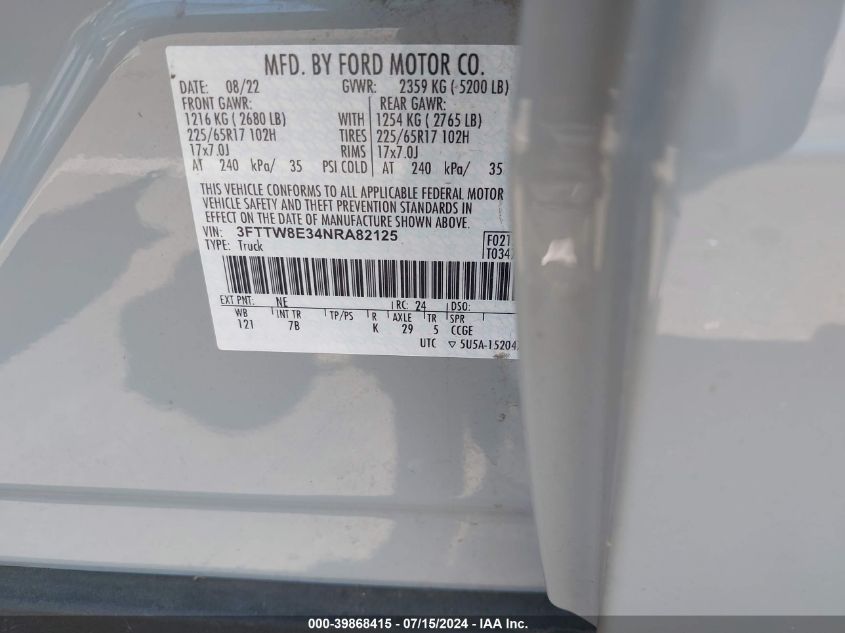 MFD. BY FORD MOTOR CO.
DATE: 08/22 GVWR: 2359 KG ( 5200 LB)
FRONT GAWR: REAR GAWR:
1216 KG ( 2680 LB) WITH 1254 KG ( 2765 LB)
225/65R17 102H TIRES 225/65R17 102H
17x7.0J RIMS 17x7.0J
AT 240 kPa/ 35 PSI COLD AT 240 kPa/ 35
THIS VEHICLE CONFORMS TO ALL APPLICABLE FEDERAL MOTOR
VEHICLE SAFETY AND THEFT PREVENTION STANDARDS IN
EFFECT ON THE DATE OF MANUFACTURE SHOWN ABOVE.
VIN: 3FTTW8E34NRA82125
TYPE: Truck
F021
T034
EXT PNT: NE RC: 24 DSO:
WB INT TR TP/PS R AXLE TR SPR
121 7B K 29 5 CCGE
UTC ▽ 5U5A-15204
000-39868415 - 07/15/2024 - IAA Inc.